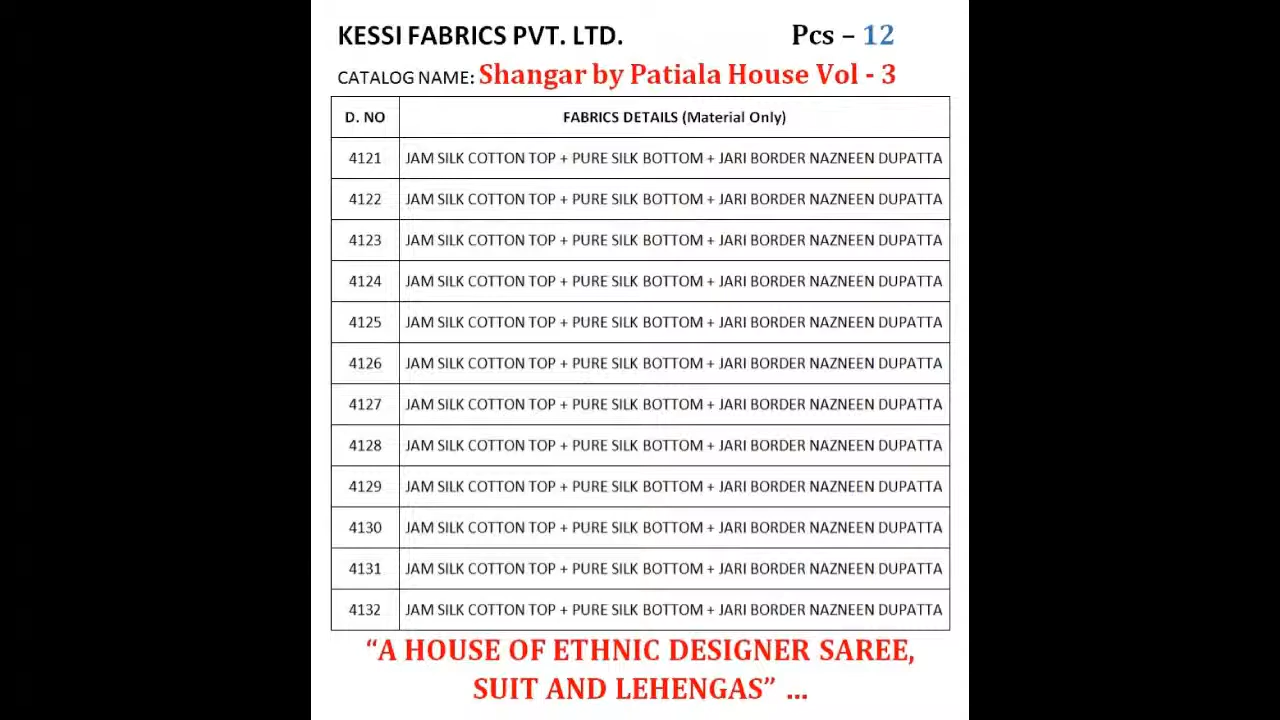 KESSI FABRICS PVT. LTD. Pcs – 12
CATALOG NAME: Shangar by Patiala House Vol - 3
D. NO FABRICS DETAILS (Material Only)
4121 JAM SILK COTTON TOP + PURE SILK BOTTOM + JARI BORDER NAZNEEN DUPATTA
4122 JAM SILK COTTON TOP + PURE SILK BOTTOM + JARI BORDER NAZNEEN DUPATTA
4123 JAM SILK COTTON TOP + PURE SILK BOTTOM + JARI BORDER NAZNEEN DUPATTA
4124 JAM SILK COTTON TOP + PURE SILK BOTTOM + JARI BORDER NAZNEEN DUPATTA
4125 JAM SILK COTTON TOP + PURE SILK BOTTOM + JARI BORDER NAZNEEN DUPATTA
4126 JAM SILK COTTON TOP + PURE SILK BOTTOM + JARI BORDER NAZNEEN DUPATTA
4127 JAM SILK COTTON TOP + PURE SILK BOTTOM + JARI BORDER NAZNEEN DUPATTA
4128 JAM SILK COTTON TOP + PURE SILK BOTTOM + JARI BORDER NAZNEEN DUPATTA
4129 JAM SILK COTTON TOP + PURE SILK BOTTOM + JARI BORDER NAZNEEN DUPATTA
4130 JAM SILK COTTON TOP + PURE SILK BOTTOM + JARI BORDER NAZNEEN DUPATTA
4131 JAM SILK COTTON TOP + PURE SILK BOTTOM + JARI BORDER NAZNEEN DUPATTA
4132 JAM SILK COTTON TOP + PURE SILK BOTTOM + JARI BORDER NAZNEEN DUPATTA
“A HOUSE OF ETHNIC DESIGNER SAREE,
SUIT AND LEHENGAS” ...